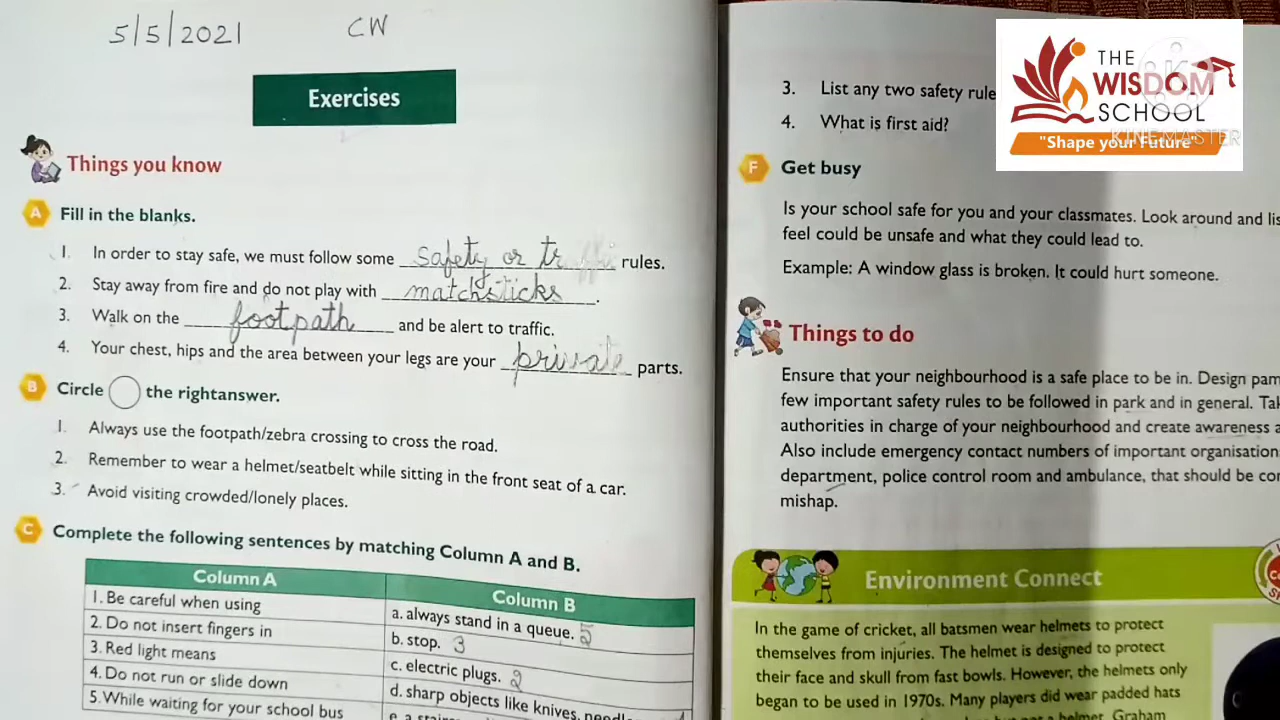 5/5/2021 CW
Exercises
Things you know
A Fill in the blanks.
1. In order to stay safe, we must follow some safety or traffi rules.
2. Stay away from fire and do not play with matchsticks.
3. Walk on the footpath and be alert to traffic.
4. Your chest, hips and the area between your legs are your private parts.
B Circle the rightanswer.
1. Always use the footpath/zebra crossing to cross the road.
2. Remember to wear a helmet/seatbelt while sitting in the front seat of a car.
3. Avoid visiting crowded/lonely places.
C Complete the following sentences by matching Column A and B.
Column A Column B
1. Be careful when using a. always stand in a queue. 5
2. Do not insert fingers in b. stop. 3
3. Red light means c. electric plugs. 2
4. Do not run or slide down d. sharp objects like knives,
5. While waiting for your school bus e. a
3. List any two safety rule
4. What is first aid?
F Get busy
Is your school safe for you and your classmates. Look around and lis
feel could be unsafe and what they could lead to.
Example: A window glass is broken. It could hurt someone.
Things to do
Ensure that your neighbourhood is a safe place to be in. Design pam
few important safety rules to be followed in park and in general. Tak
authorities in charge of your neighbourhood and create awareness a
Also include emergency contact numbers of important organisation
department, police control room and ambulance, that should be con
mishap.
Environment Connect
In the game of cricket, all batsmen wear helmets to protect
themselves from injuries. The helmet is designed to protect
their face and skull from fast bowls. However, the helmets only
began to be used in 1970s. Many players did wear padded hats
helmet. Graham
THE
WISDOM
SCHOOL
"Shape your Future"
KINEMASTER